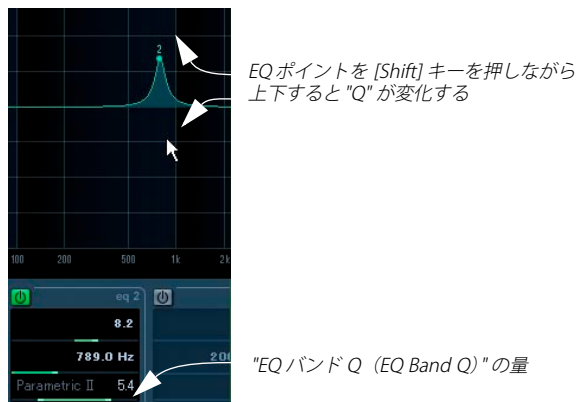 2
EQ ポイントを [Shift] キーを押しながら
上下すると "Q" が変化する
100 200 500 1k 2k
eq 2
8.2
789.0 Hz 200
Parametric II 5.4
"EQ バンド Q（EQ Band Q）" の量